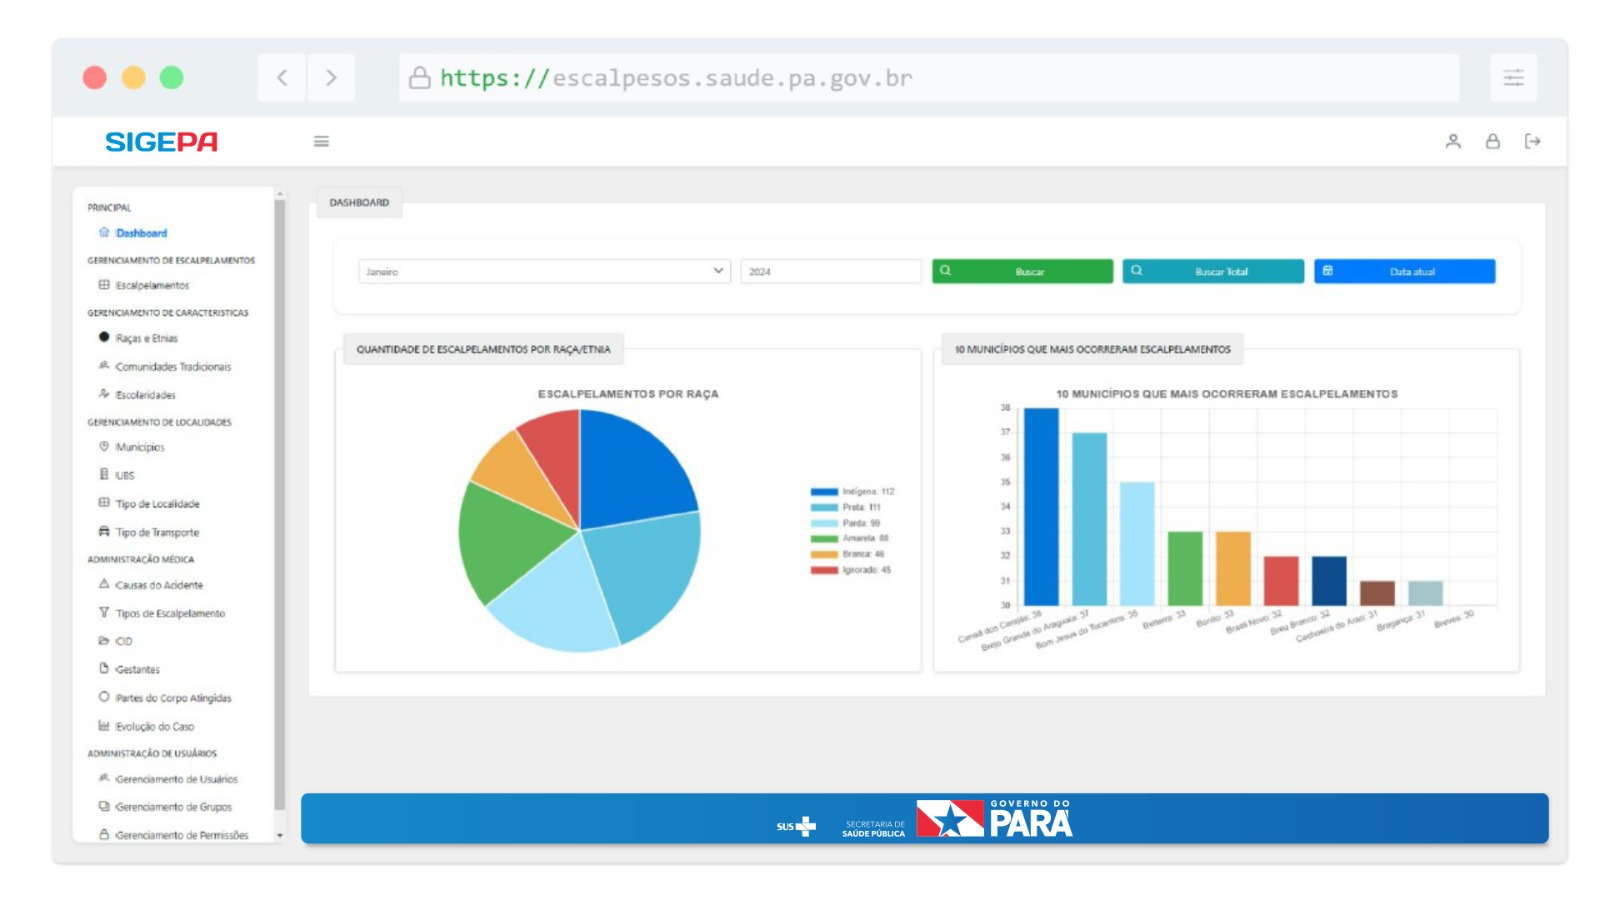 https://escalpesos.saude.pa.gov.br
SIGEPA
PRINCIPAL
Dashboard
GERENCIAMENTO DE ESCALPELAMENTOS
Escalpelamentos
GERENCIAMENTO DE CARACTERISTICAS
Raças e Etnias
Comunidades Tradicionais
Escolaridades
GERENCIAMENTO DE LOCALIDADES
Municípios
UBS
Tipo de Localidade
Tipo de Transporte
ADMINISTRAÇÃO MÉDICA
Causas do Acidente
Tipos de Escalpelamento
CID
Gestantes
Partes do Corpo Atingidas
Evolução do Caso
ADMINISTRAÇÃO DE USUÁRIOS
Gerenciamento de Usuários
Gerenciamento de Grupos
Gerenciamento de Permissões
DASHBOARD
Janeiro
2024
Buscar
Buscar Total
Data atual
QUANTIDADE DE ESCALPELAMENTOS POR RAÇA/ETNIA
ESCALPELAMENTOS POR RAÇA
Indígena: 112
Preta: 111
Parda: 99
Amarela: 88
Branca: 46
Ignorado: 45
10 MUNICÍPIOS QUE MAIS OCORRERAM ESCALPELAMENTOS
10 MUNICÍPIOS QUE MAIS OCORRERAM ESCALPELAMENTOS
38
37
36
35
34
33
32
31
30
Canaã dos Carajás: 38
Brejo Grande do Araguaia: 37
Bom Jesus do Tocantins: 35
Belterra: 33
Bonito: 33
Brasil Novo: 32
Breu Branco: 32
Cachoeira do Arari: 31
Bragança: 31
Breves: 30
SUS
SECRETARIA DE
SAÚDE PÚBLICA
GOVERNO DO
PARÁ